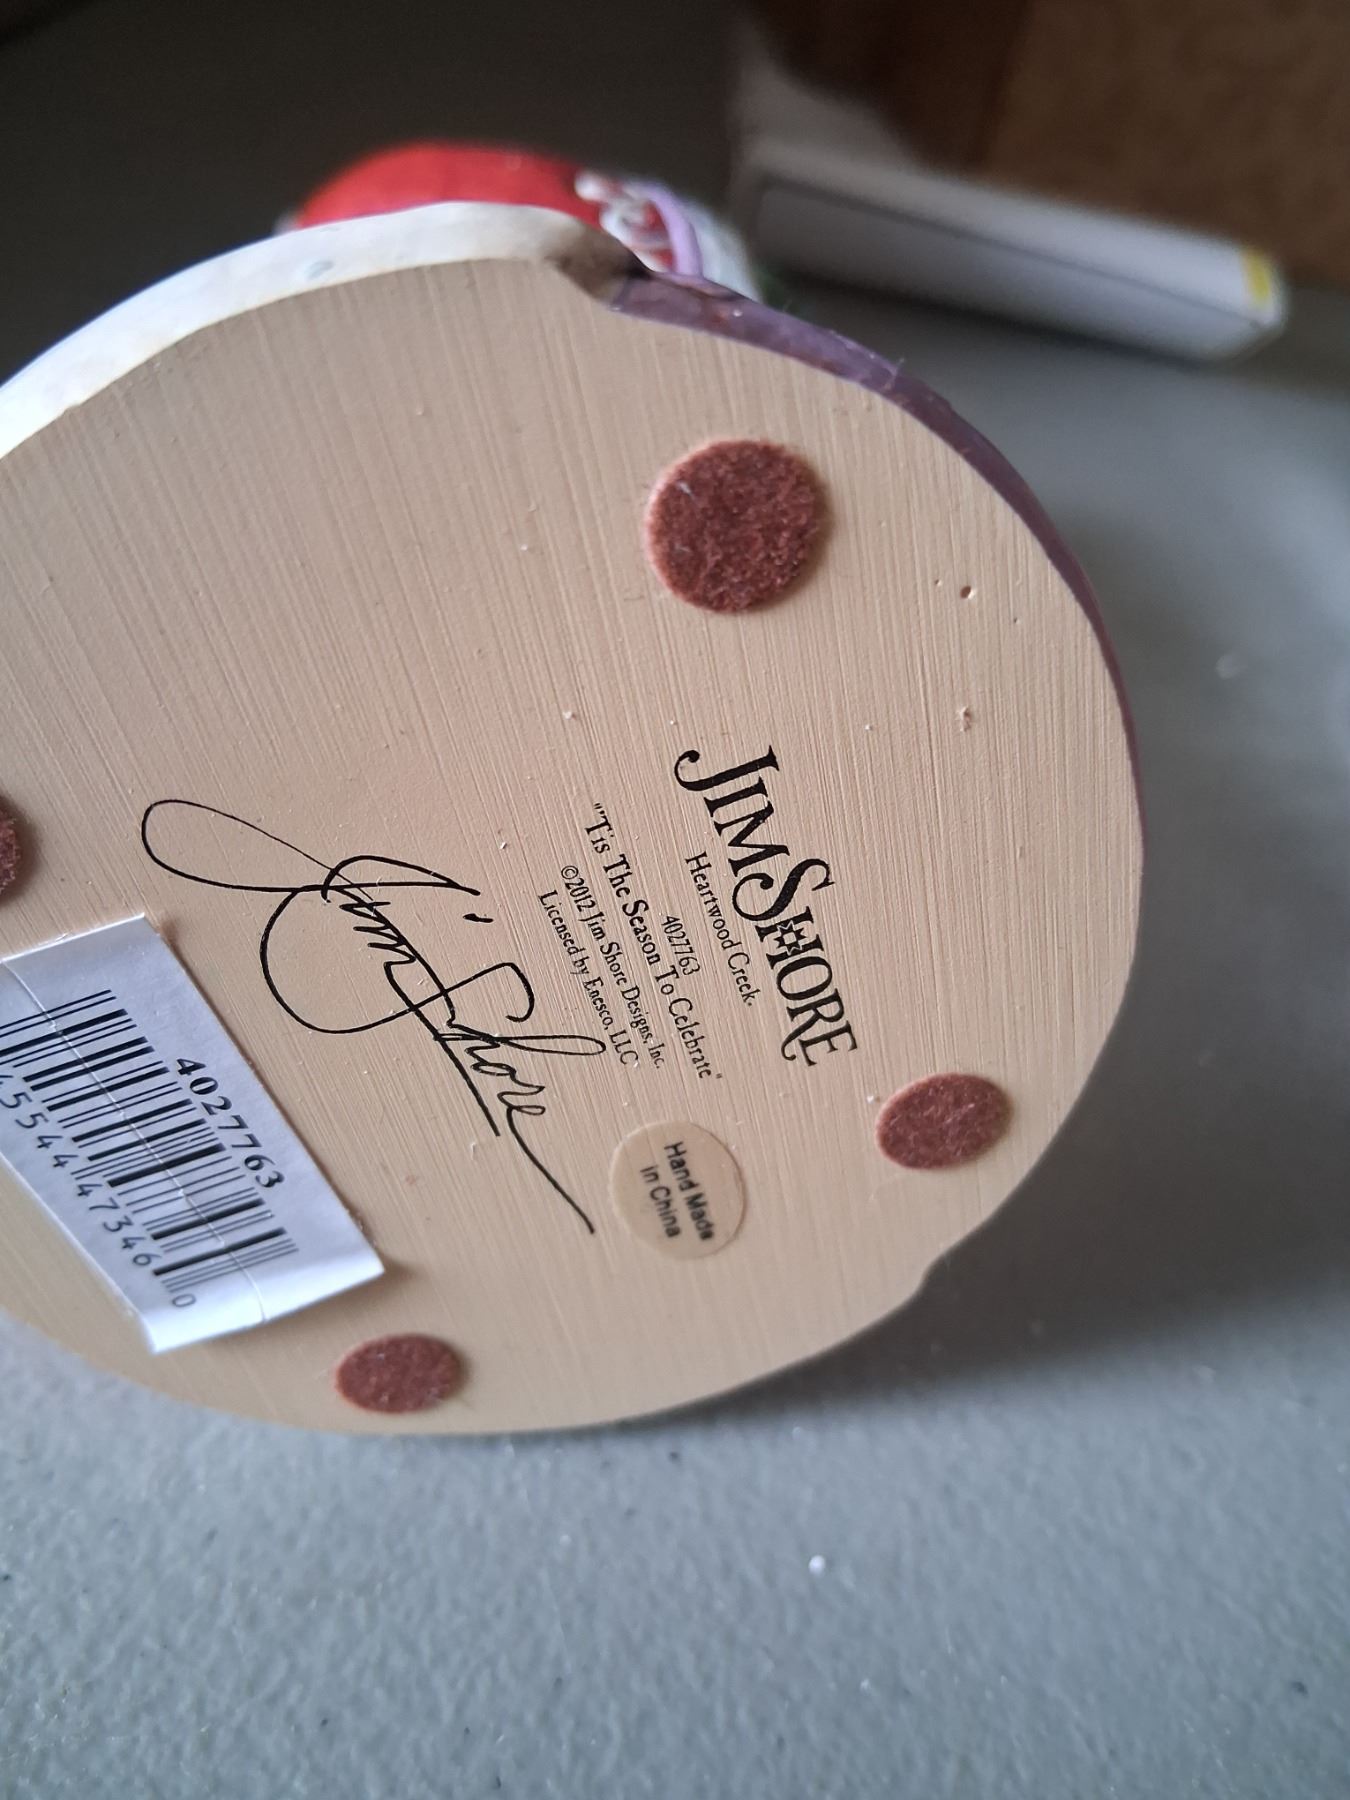 JIM SHORE
Heartwood Creek.
4027763
"'Tis The Season To Celebrate"
©2012 Jim Shore Designs, Inc.
Licensed by Enesco, LLC
Jim Shore
Hand Made
in China
4027763
45544 47346 0